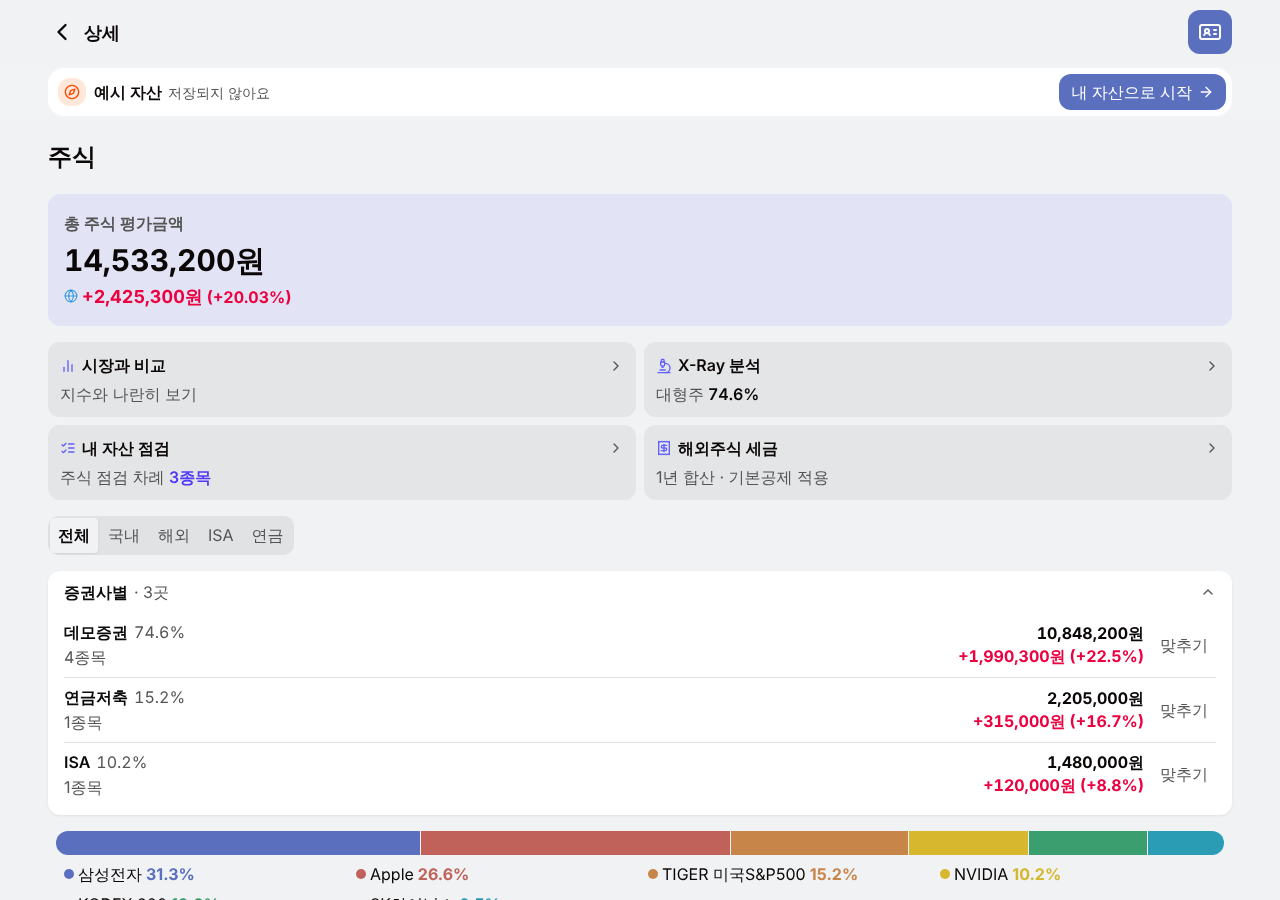 상세
예시 자산 저장되지 않아요
내 자산으로 시작
주식
총 주식 평가금액
14,533,200원
+2,425,300원 (+20.03%)
시장과 비교
지수와 나란히 보기
X-Ray 분석
대형주 74.6%
내 자산 점검
주식 점검 차례 3종목
해외주식 세금
1년 합산 · 기본공제 적용
전체 국내 해외 ISA 연금
증권사별 · 3곳
데모증권 74.6%
4종목
10,848,200원
+1,990,300원 (+22.5%)
맞추기
연금저축 15.2%
1종목
2,205,000원
+315,000원 (+16.7%)
맞추기
ISA 10.2%
1종목
1,480,000원
+120,000원 (+8.8%)
맞추기
삼성전자 31.3% Apple 26.6% TIGER 미국S&P500 15.2% NVIDIA 10.2%